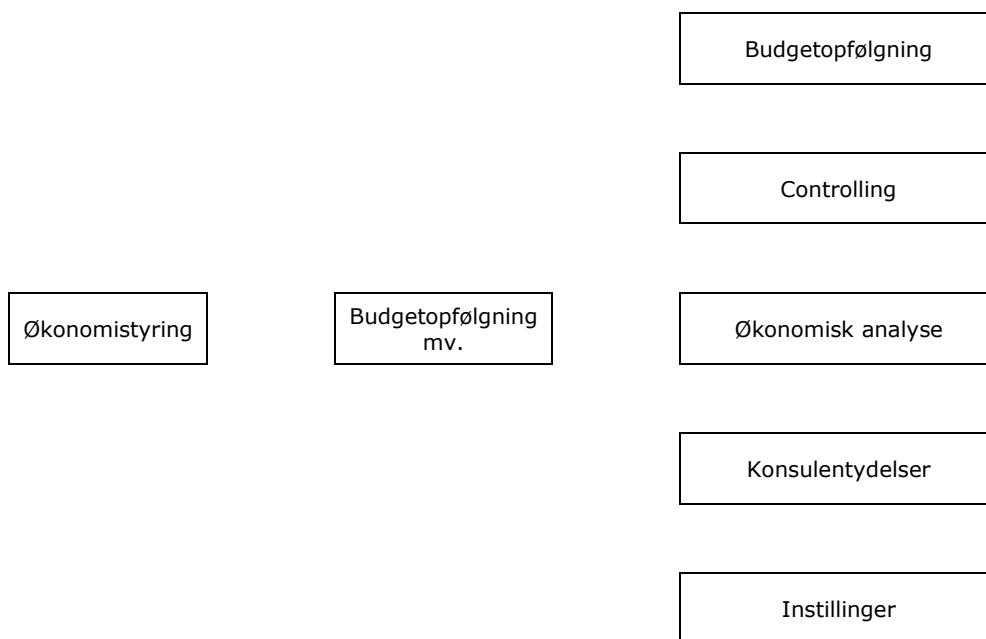 Budgetopfølgning
Controlling
Økonomistyring
Budgetopfølgning
mv.
Økonomisk analyse
Konsulentydelser
Instillinger